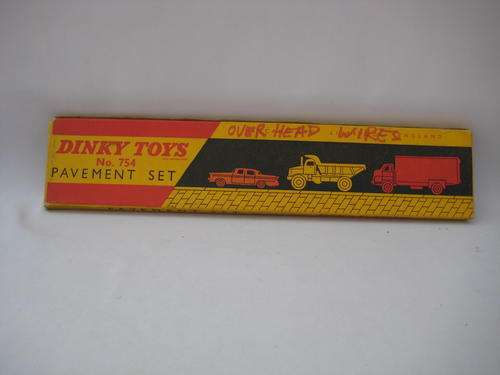 DINKY TOYS
No. 754
PAVEMENT SET
OVER-HEAD WIRES